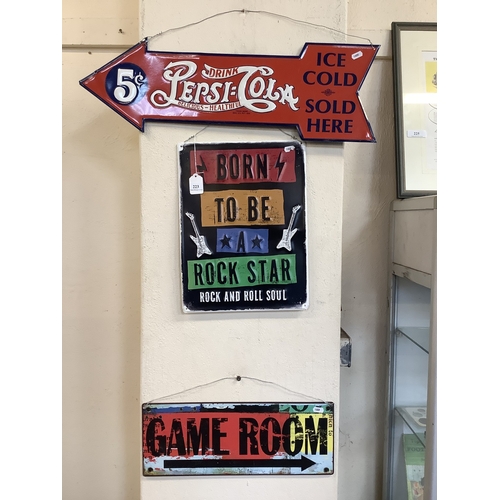 5¢
DRINK
PEPSI:COLA
DELICIOUS HEALTHFUL
ICE
COLD
SOLD
HERE
BORN
323
TO BE
A
ROCK STAR
ROCK AND ROLL SOUL
GAME ROOM